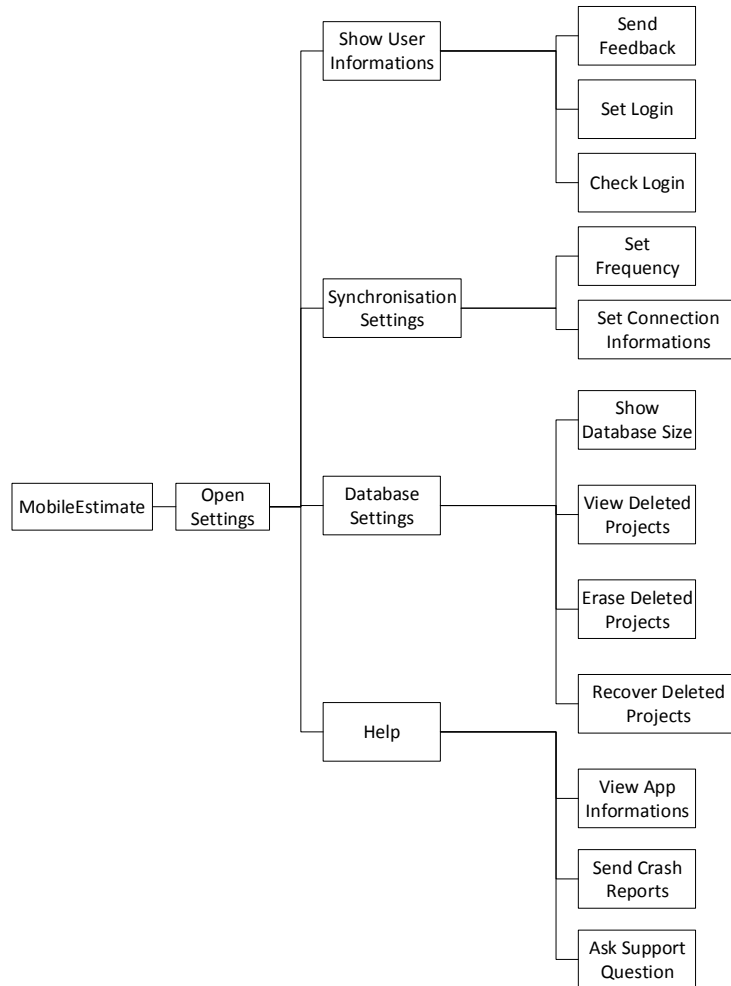 Show User
Informations
Send
Feedback
Set Login
Check Login
Synchronisation
Settings
Set
Frequency
Set Connection
Informations
MobileEstimate
Open
Settings
Database
Settings
Show
Database Size
View Deleted
Projects
Erase Deleted
Projects
Recover Deleted
Projects
Help
View App
Informations
Send Crash
Reports
Ask Support
Question